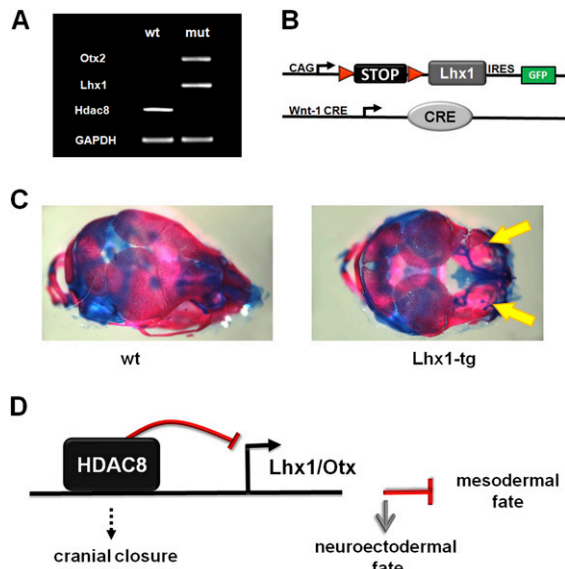 A
wt mut
Otx2
Lhx1
Hdac8
GAPDH
B
CAG STOP Lhx1 IRES GFP
Wnt-1 CRE CRE
C
wt Lhx1-tg
D
HDAC8
Lhx1/Otx
cranial closure
mesodermal
fate
neuroectodermal
fate